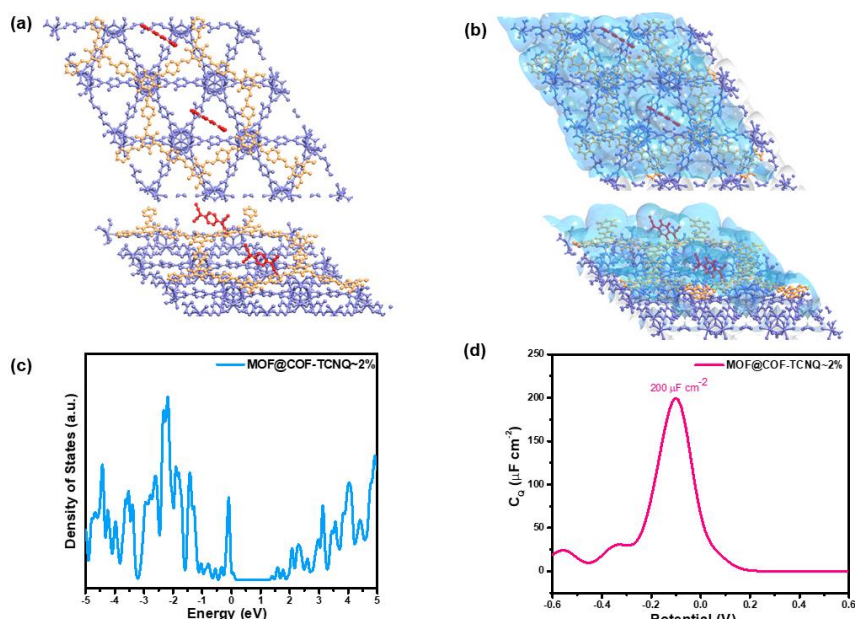 (a)
(b)
(c)
MOF@COF-TCNQ~2%
Density of States (a.u.)
-5 -4 -3 -2 -1 0 1 2 3 4 5
Energy (eV)
(d)
250
200
150
100
50
0
MOF@COF-TCNQ~2%
200 µF cm-2
CQ (µF cm-2)
-0.6 -0.4 -0.2 0.0 0.2 0.4 0.6
Potential (V)